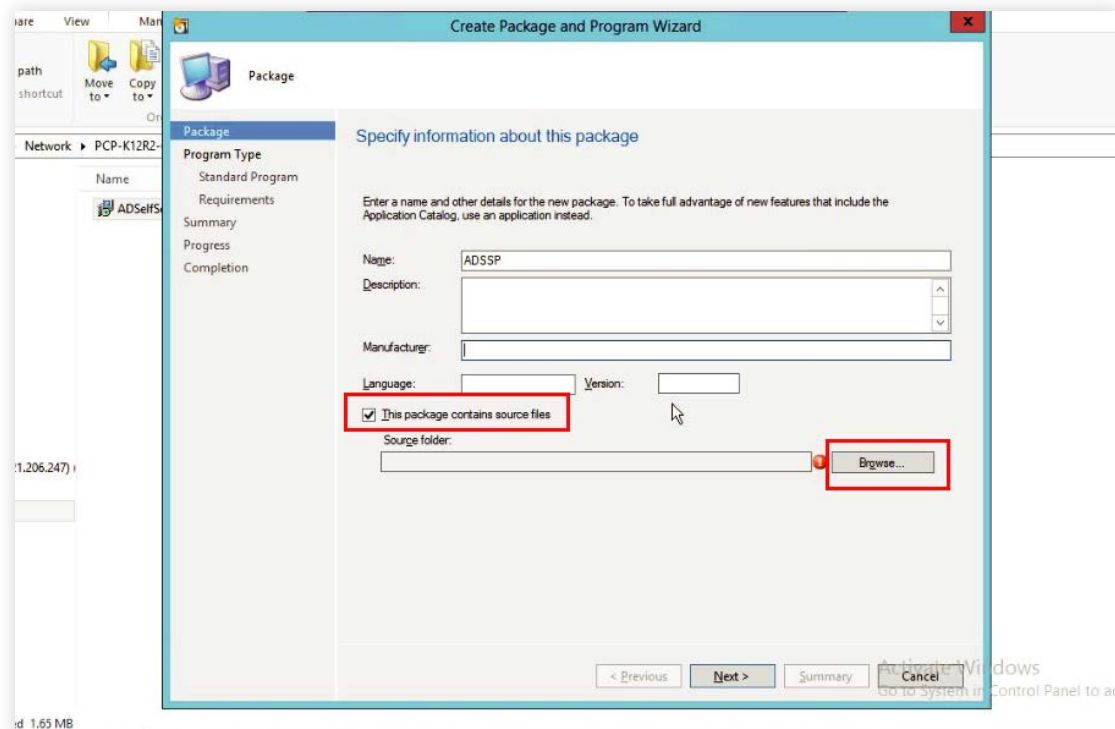 View
Man
Create Package and Program Wizard
path
shortcut
Move to
Copy to
Package
Network
PCP-K12R2-
Name
Package
Program Type
Standard Program
Requirements
Summary
Progress
Completion
Specify information about this package
Enter a name and other details for the new package. To take full advantage of new features that include the
Application Catalog, use an application instead.
Name:
ADSSP
Description:
Manufacturer:
Language:
Version:
This package contains source files
Source folder:
Browse...
< Previous
Next >
Summary
Cancel
Activate Windows
Go to System in Control Panel to
1.206.247)
1.65 MB